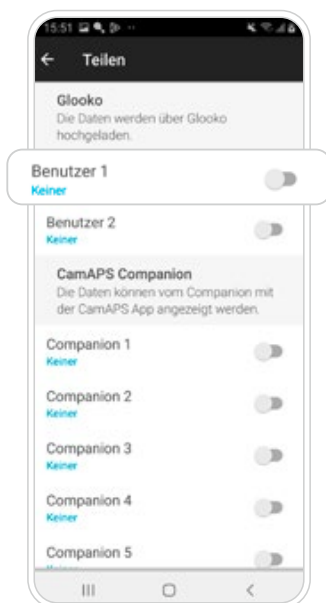 15:51
Teilen
Glooko
Die Daten werden über Glooko
hochgeladen.
Benutzer 1
Keiner
Benutzer 2
Keiner
CamAPS Companion
Die Daten können vom Companion mit
der CamAPS App angezeigt werden.
Companion 1
Keiner
Companion 2
Keiner
Companion 3
Keiner
Companion 4
Keiner
Companion 5